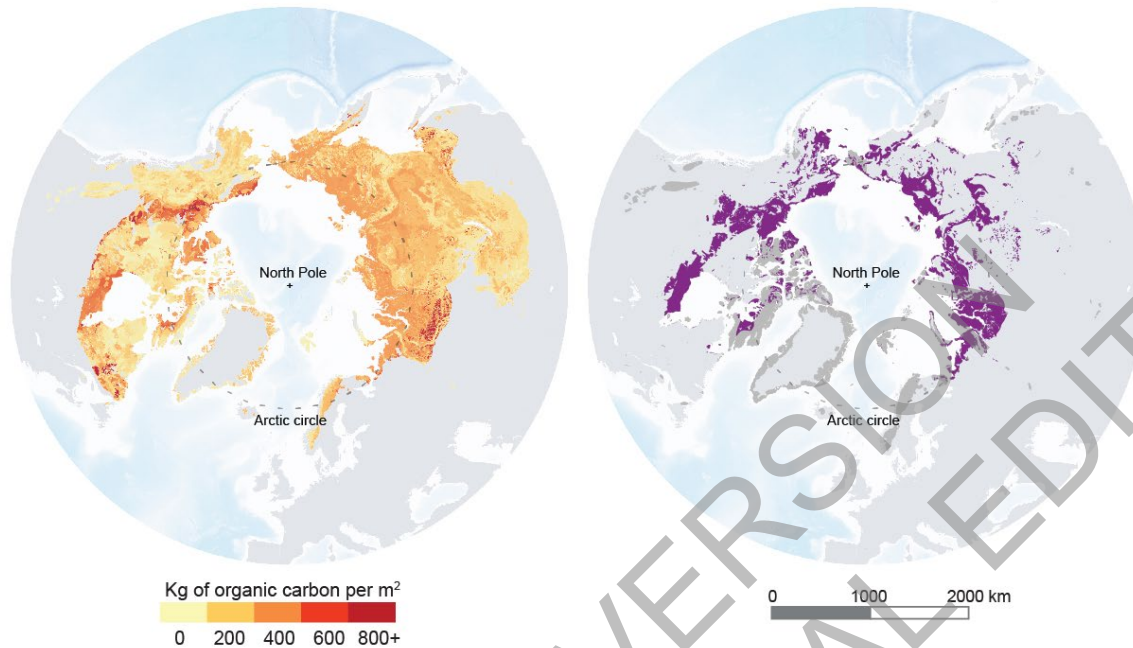 North Pole
+
Arctic circle
Kg of organic carbon per m²
0 200 400 600 800+
North Pole
+
Arctic circle
0 1000 2000 km
VERSION
AL EDIT